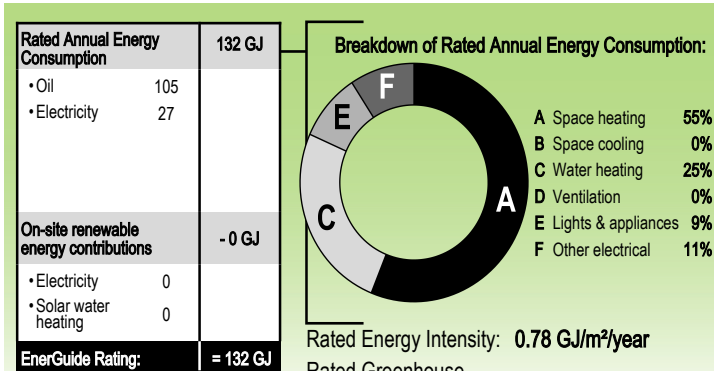 Rated Annual Energy
Consumption
132 GJ
• Oil 105
• Electricity 27
On-site renewable
energy contributions
- 0 GJ
• Electricity 0
• Solar water
heating 0
EnerGuide Rating: = 132 GJ
Breakdown of Rated Annual Energy Consumption:
F
E
C
A
A Space heating 55%
B Space cooling 0%
C Water heating 25%
D Ventilation 0%
E Lights & appliances 9%
F Other electrical 11%
Rated Energy Intensity: 0.78 GJ/m²/year
Rated Greenhouse